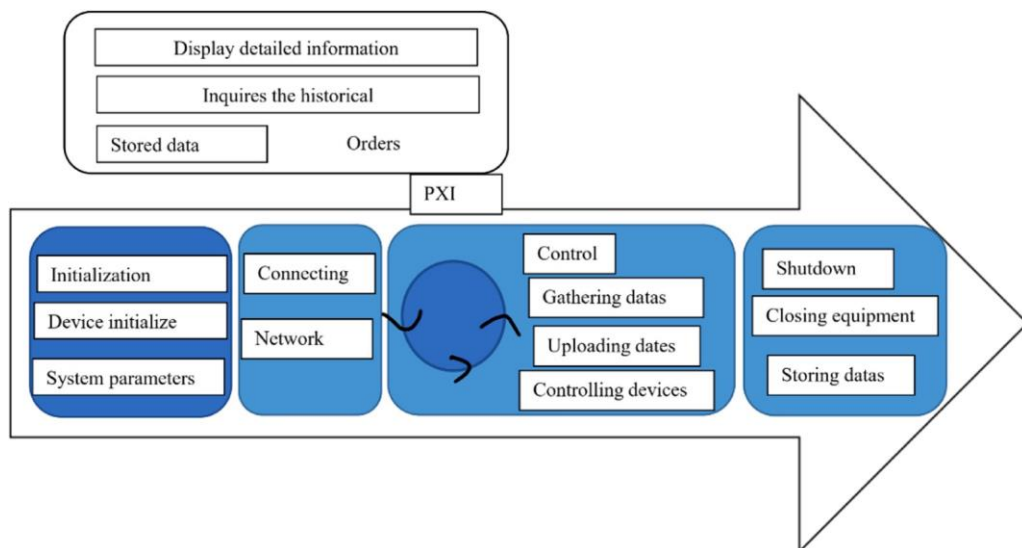 Display detailed information
Inquires the historical
Stored data
Orders
PXI
Initialization
Device initialize
System parameters
Connecting
Network
Control
Gathering datas
Uploading dates
Controlling devices
Shutdown
Closing equipment
Storing datas